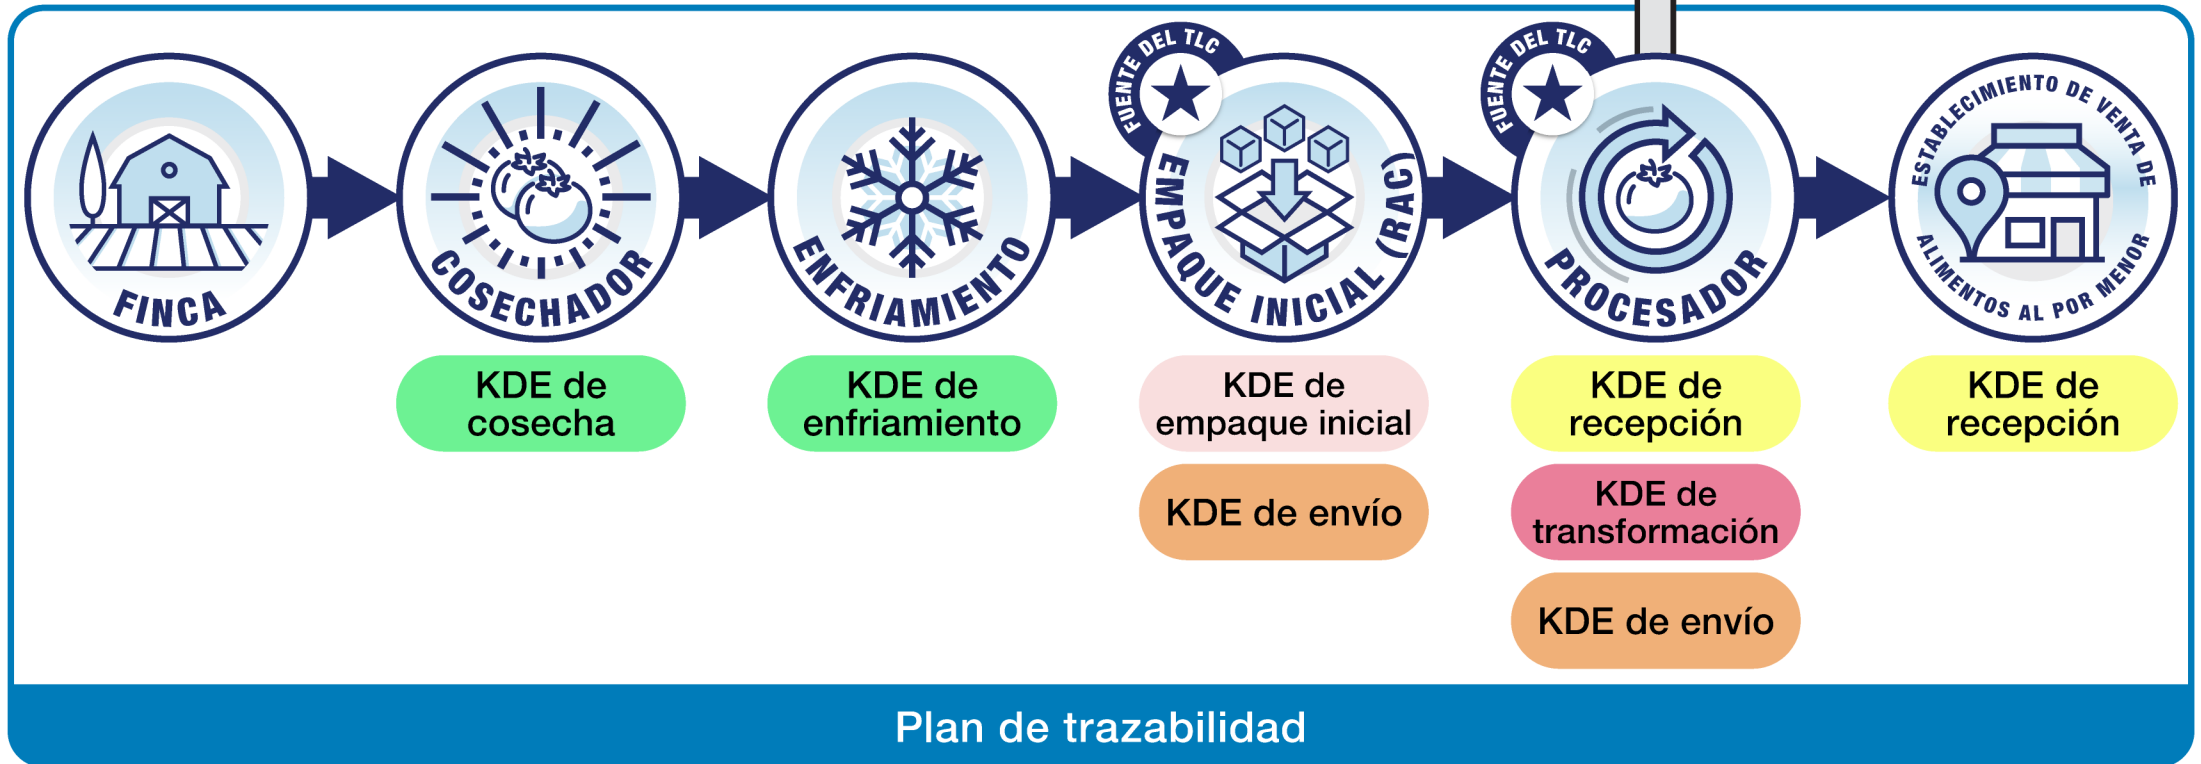 FINCA
COSECHADOR
ENFRIAMIENTO
FUENTE DEL TLC
EMPAQUE INICIAL (RAC)
FUENTE DEL TLC
PROCESADOR
ESTABLECIMIENTO DE VENTA DE
ALIMENTOS AL POR MENOR
KDE de
cosecha
KDE de
enfriamiento
KDE de
empaque inicial
KDE de envío
KDE de
recepción
KDE de
transformación
KDE de envío
KDE de
recepción
Plan de trazabilidad